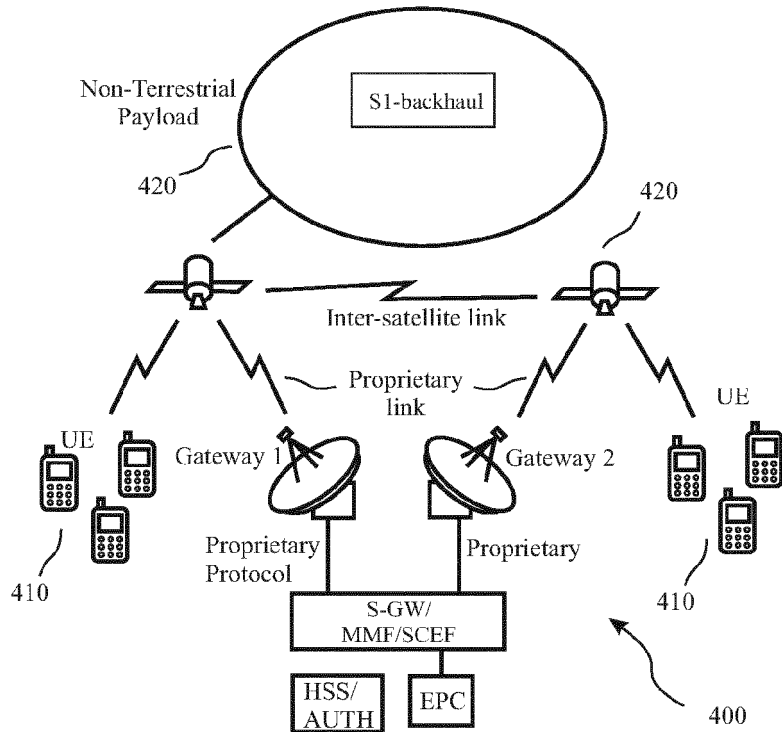 Non-Terrestrial
Payload
S1-backhaul
420
420
Inter-satellite link
Proprietary
link
UE
UE
Gateway 1
Gateway 2
410
Proprietary
Protocol
Proprietary
410
S-GW/
MMF/SCEF
HSS/
AUTH
EPC
400